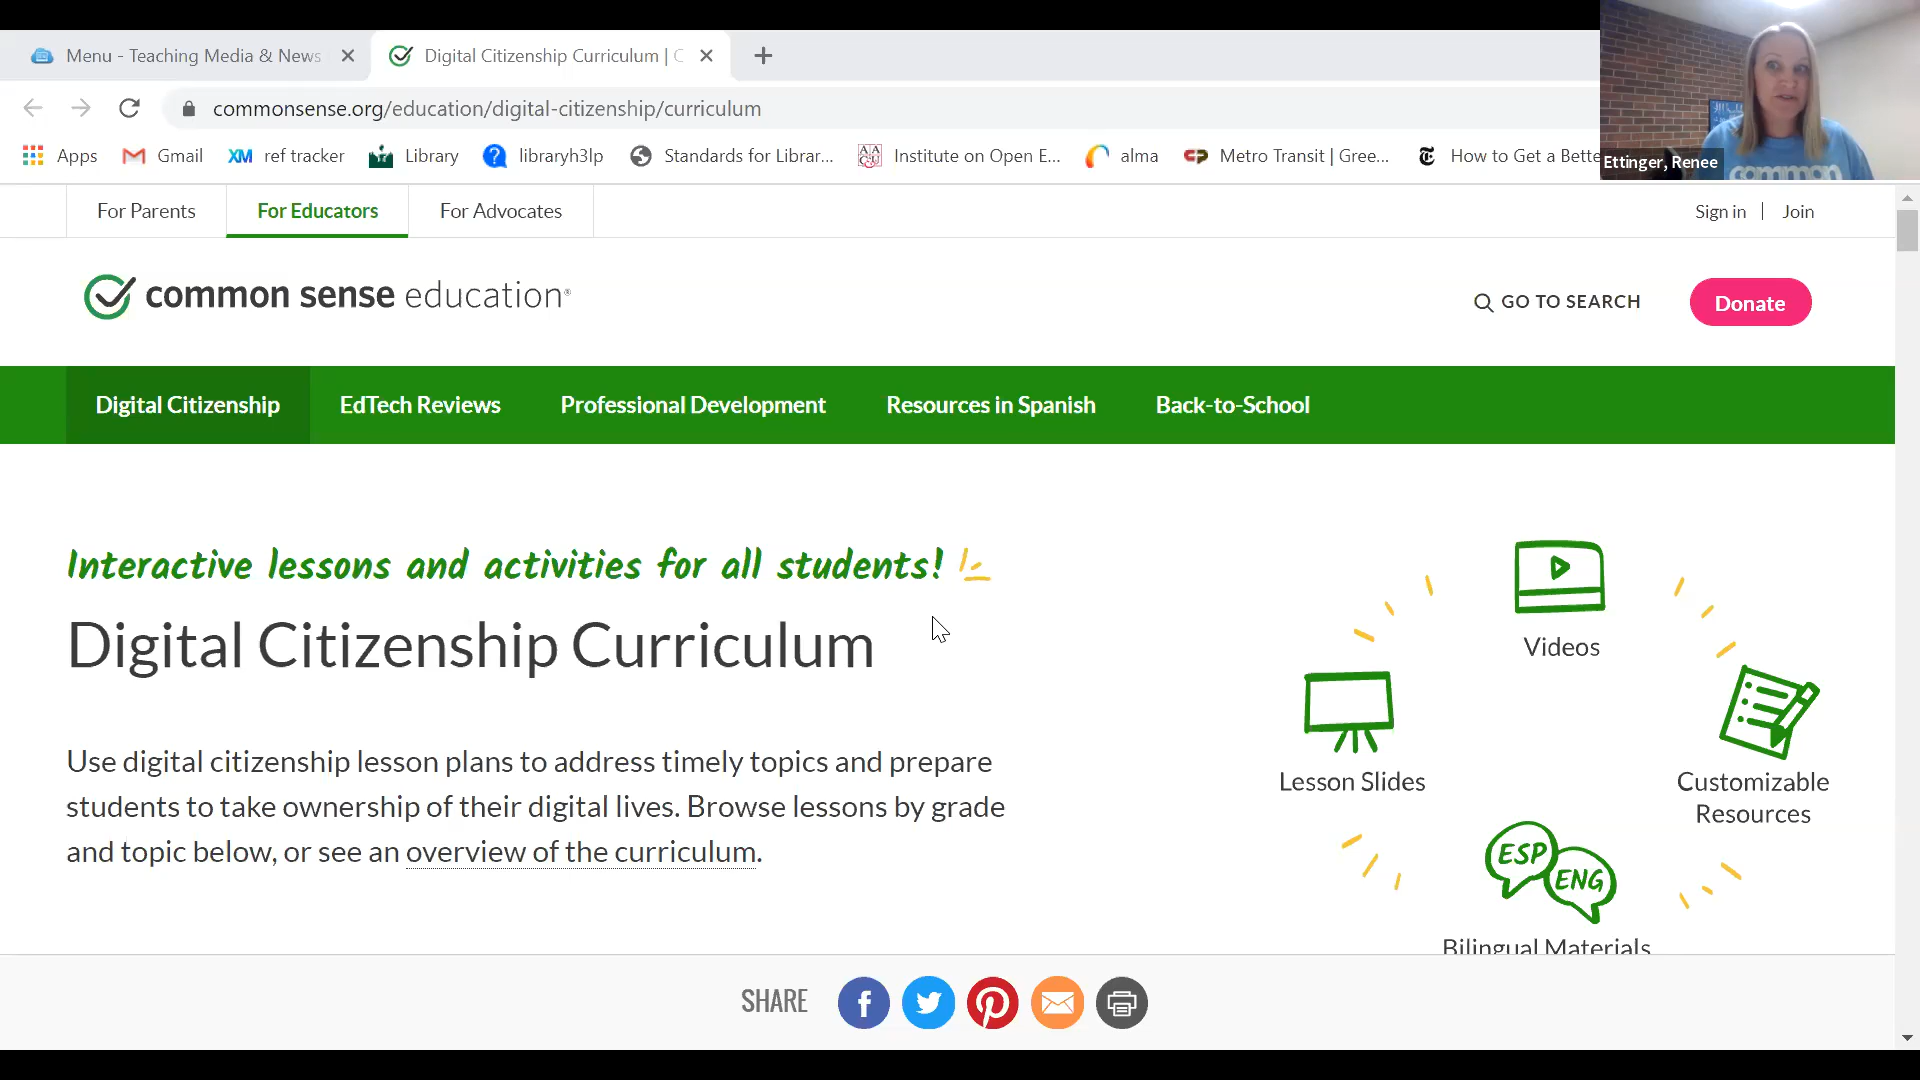 Menu - Teaching Media & News
Digital Citizenship Curriculum | C
commonsense.org/education/digital-citizenship/curriculum
Apps
Gmail
XM ref tracker
Library
? libraryh3lp
Standards for Librar...
Institute on Open E...
alma
CP Metro Transit | Gree...
How to Get a Bette
common
Ettinger, Renee
For Parents
For Educators
For Advocates
Sign in | Join
common sense education®
GO TO SEARCH
Donate
Digital Citizenship
EdTech Reviews
Professional Development
Resources in Spanish
Back-to-School
Interactive lessons and activities for all students!
Digital Citizenship Curriculum
Use digital citizenship lesson plans to address timely topics and prepare
students to take ownership of their digital lives. Browse lessons by grade
and topic below, or see an overview of the curriculum.
Videos
Lesson Slides
Customizable
Resources
ESP
ENG
Bilingual Materials
SHARE